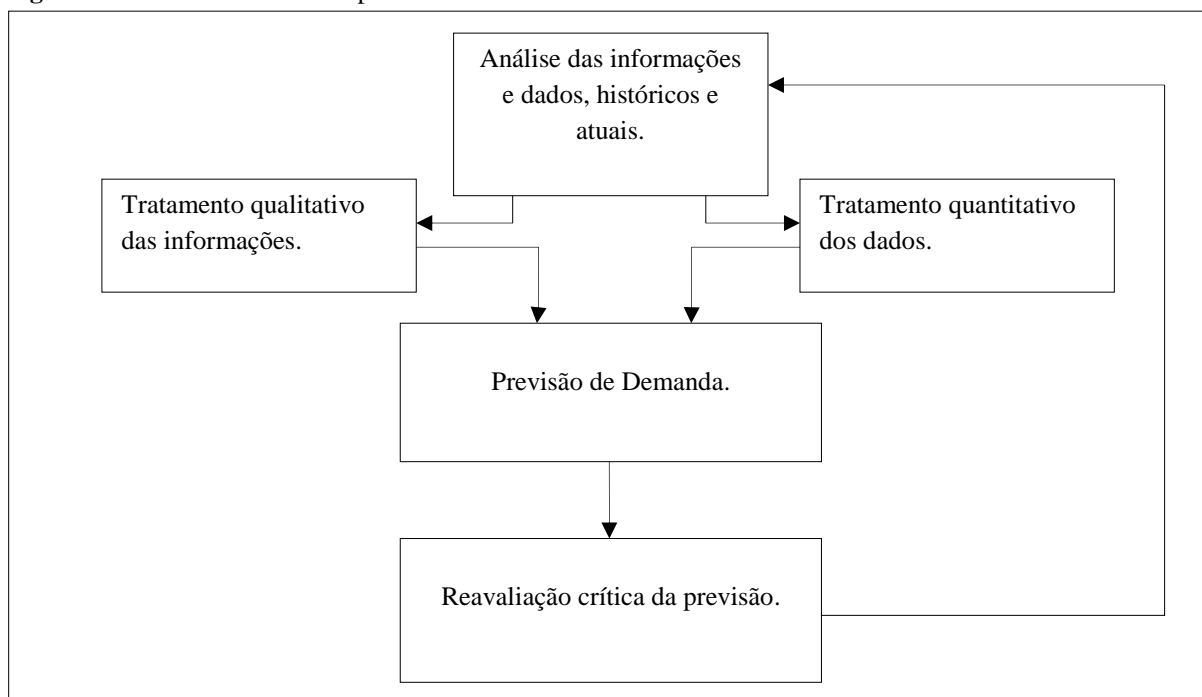 Análise das informações
e dados, históricos e
atuais.
Tratamento qualitativo
das informações.
Tratamento quantitativo
dos dados.
Previsão de Demanda.
Reavaliação crítica da previsão.